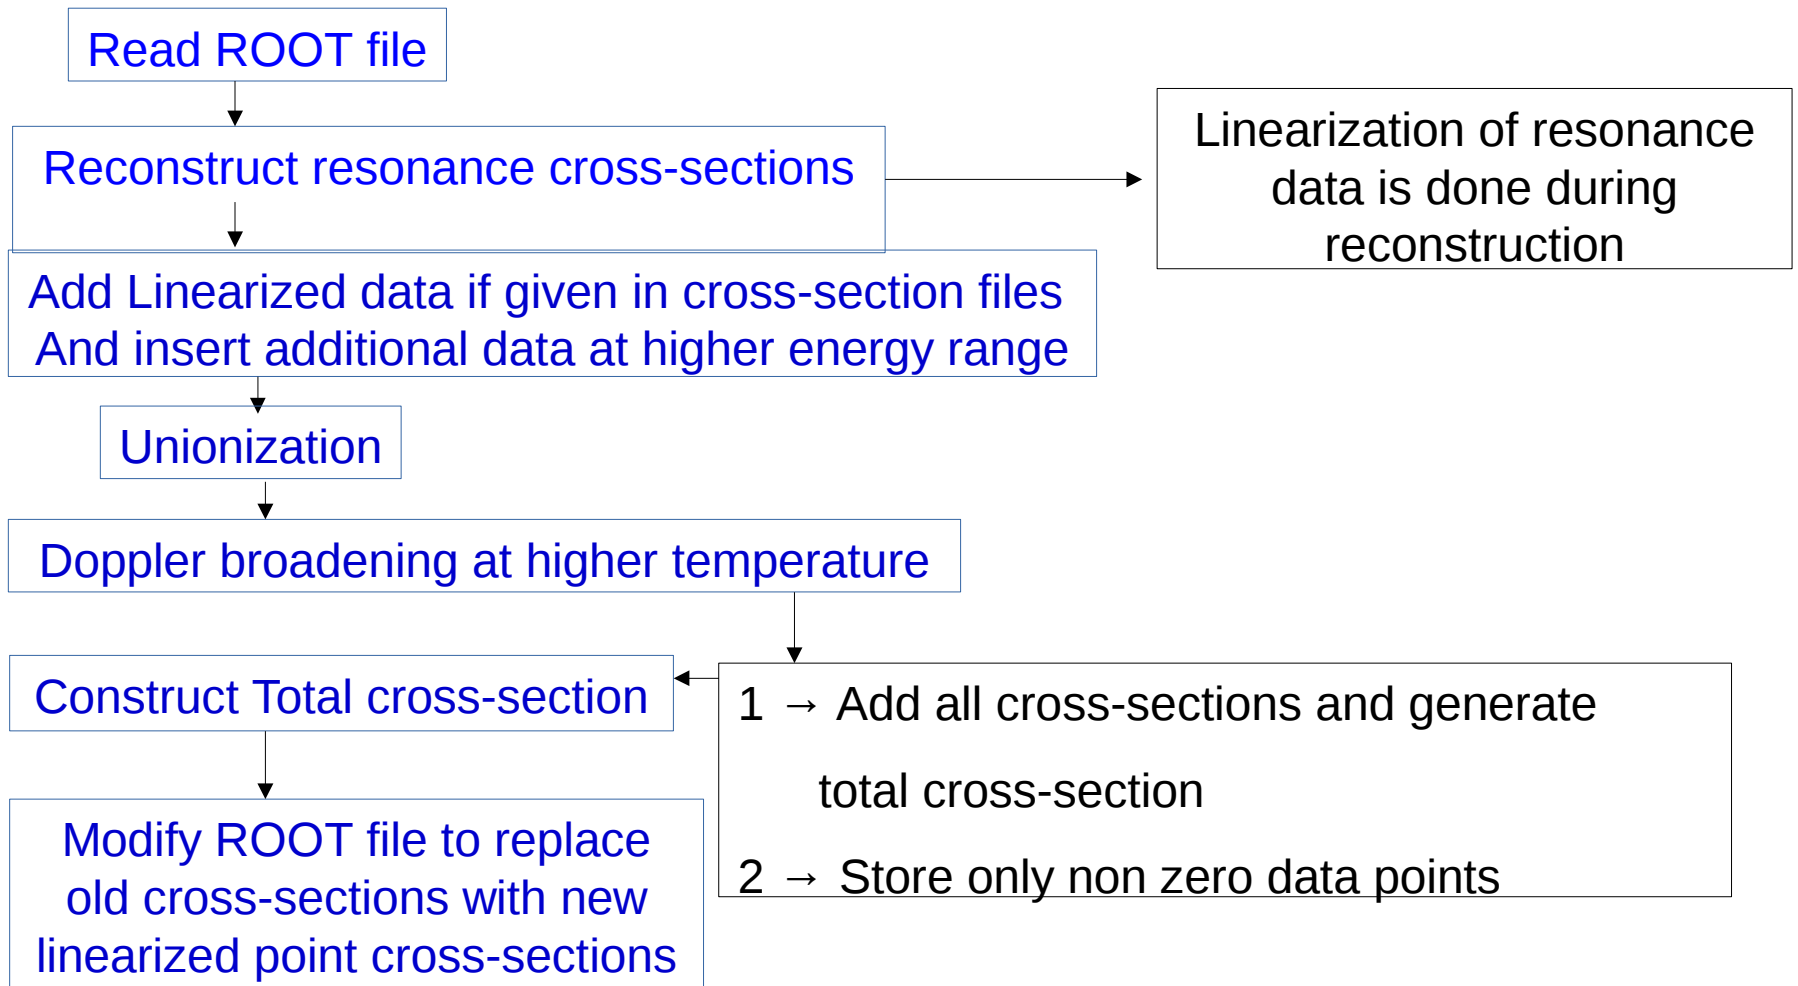 Read ROOT file
Reconstruct resonance cross-sections
Linearization of resonance
data is done during
reconstruction
Add Linearized data if given in cross-section files
And insert additional data at higher energy range
Unionization
Doppler broadening at higher temperature
Construct Total cross-section
1 → Add all cross-sections and generate
total cross-section
2 → Store only non zero data points
Modify ROOT file to replace
old cross-sections with new
linearized point cross-sections